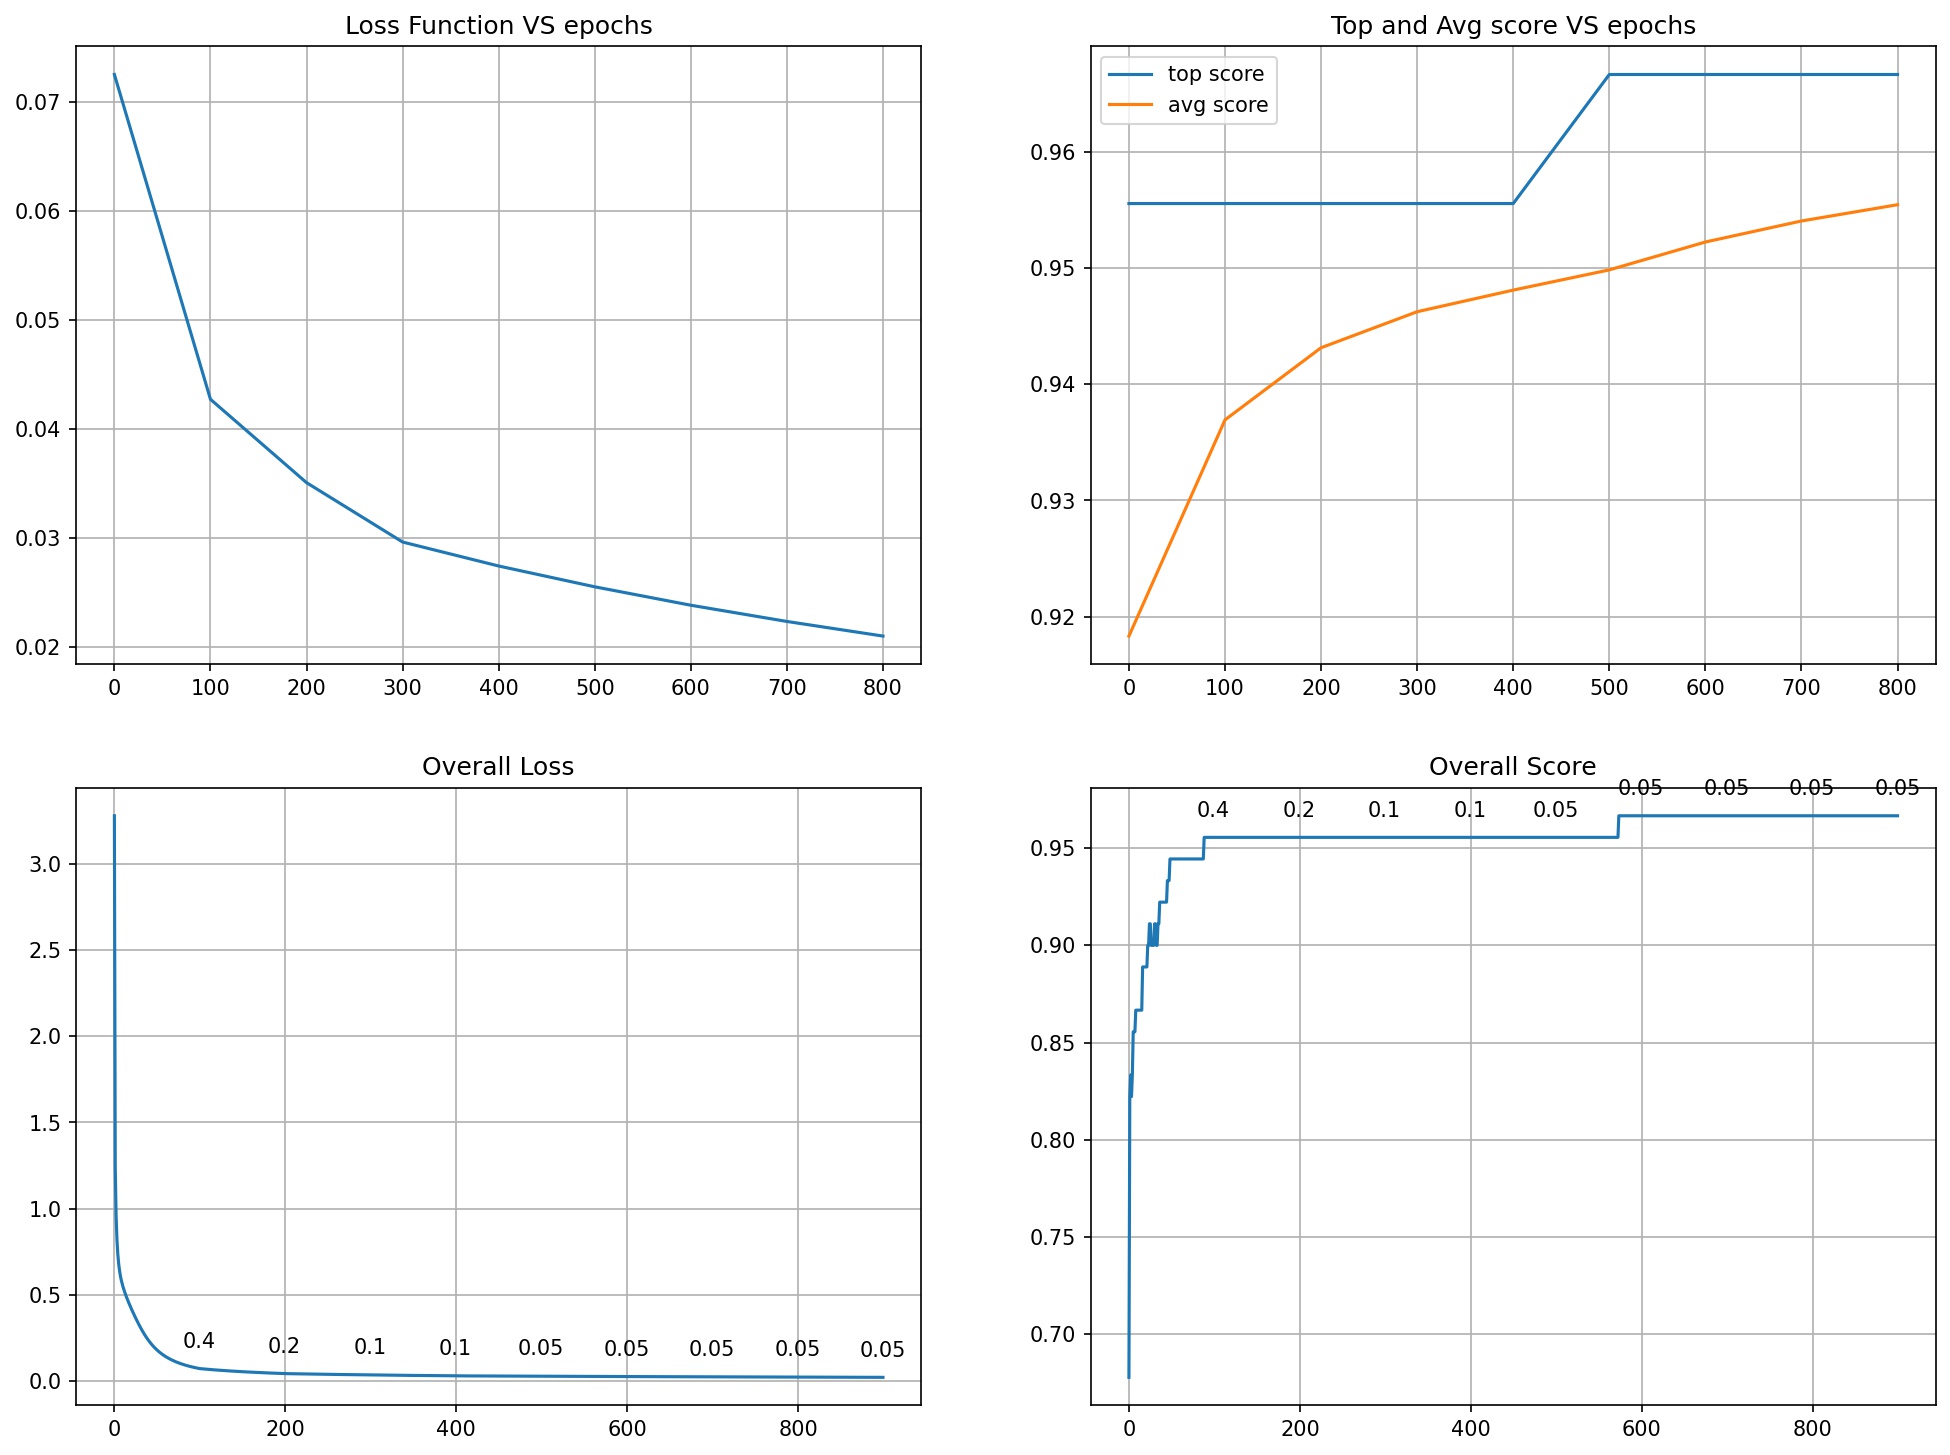 Loss Function VS epochs
0.07
0.06
0.05
0.04
0.03
0.02
0 100 200 300 400 500 600 700 800
Top and Avg score VS epochs
top score
avg score
0.96
0.95
0.94
0.93
0.92
0 100 200 300 400 500 600 700 800
Overall Loss
3.0
2.5
2.0
1.5
1.0
0.5
0.0
0.4 0.2 0.1 0.1 0.05 0.05 0.05 0.05 0.05
0 200 400 600 800
Overall Score
0.05 0.05 0.05 0.05
0.4 0.2 0.1 0.1 0.05
0.95
0.90
0.85
0.80
0.75
0.70
0 200 400 600 800